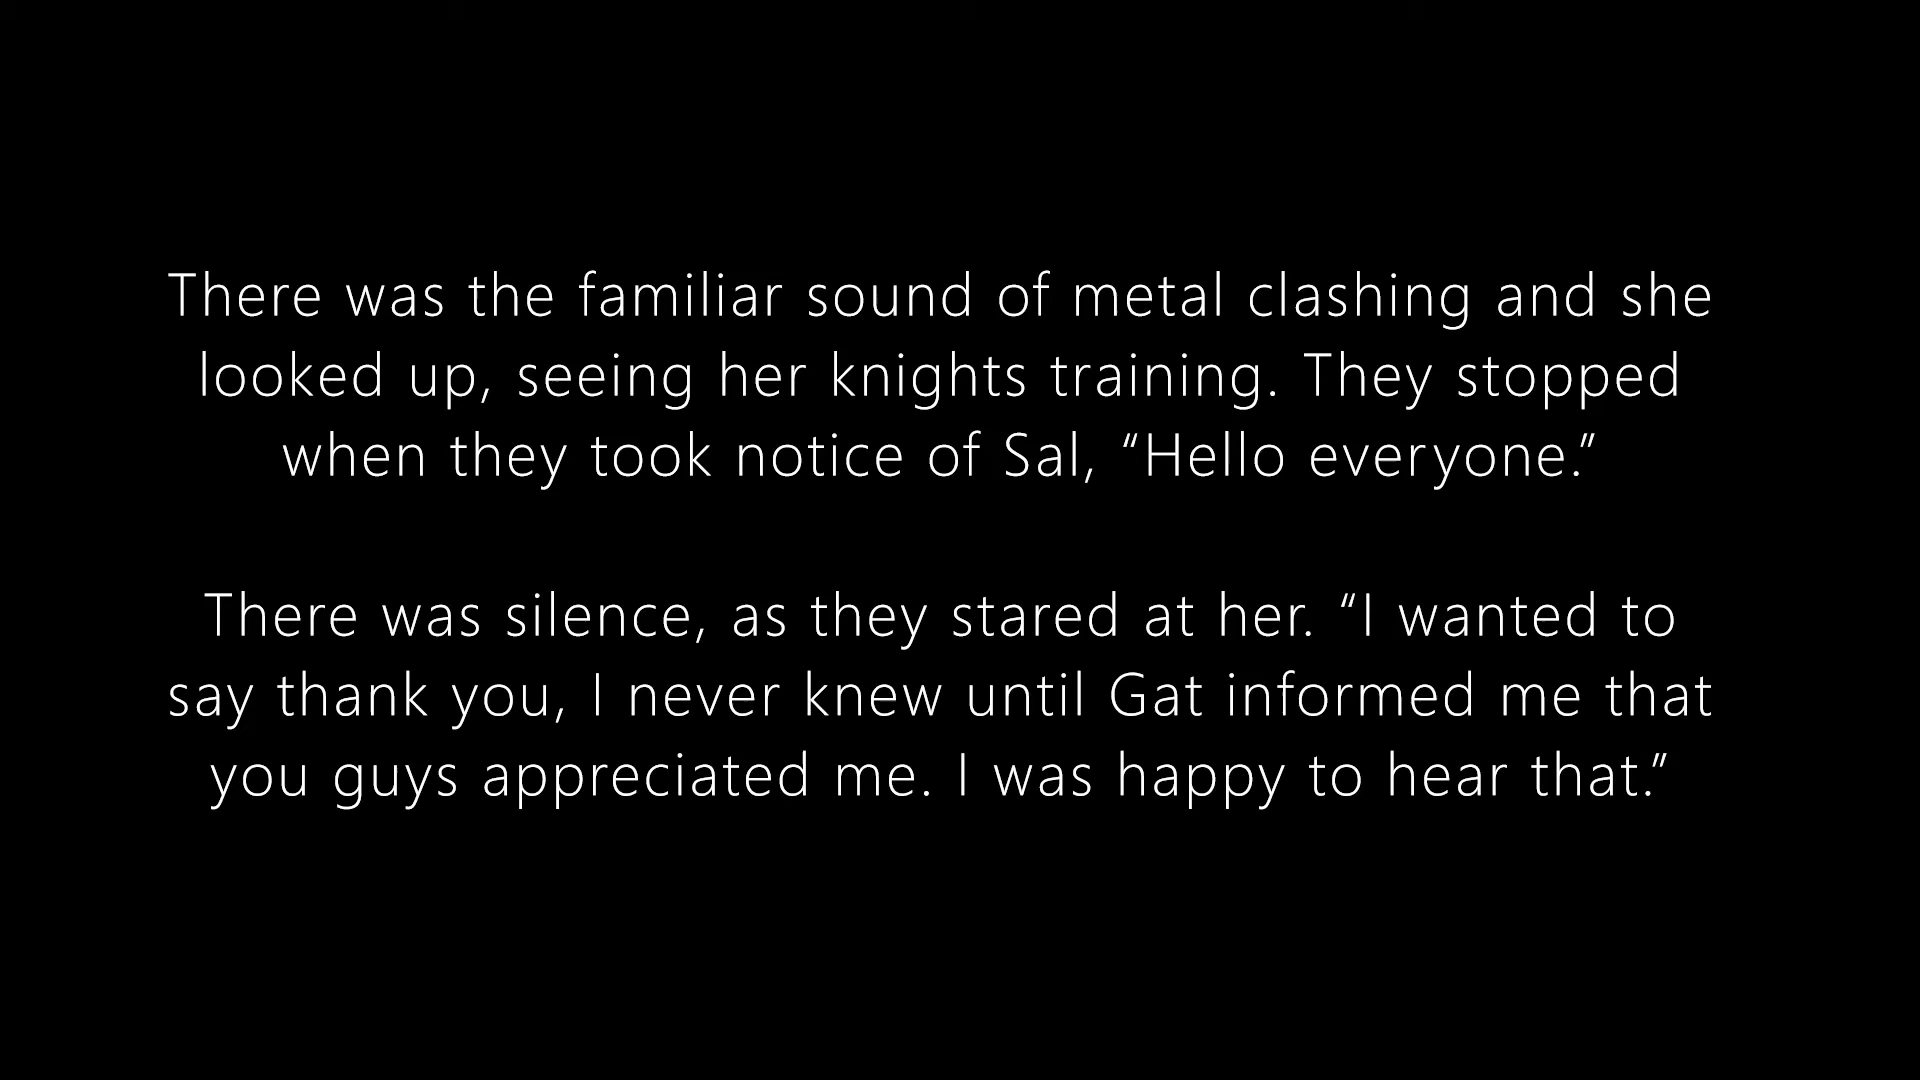 There was the familiar sound of metal clashing and she
looked up, seeing her knights training. They stopped
when they took notice of Sal, “Hello everyone.”
There was silence, as they stared at her. “I wanted to
say thank you, I never knew until Gat informed me that
you guys appreciated me. I was happy to hear that.”